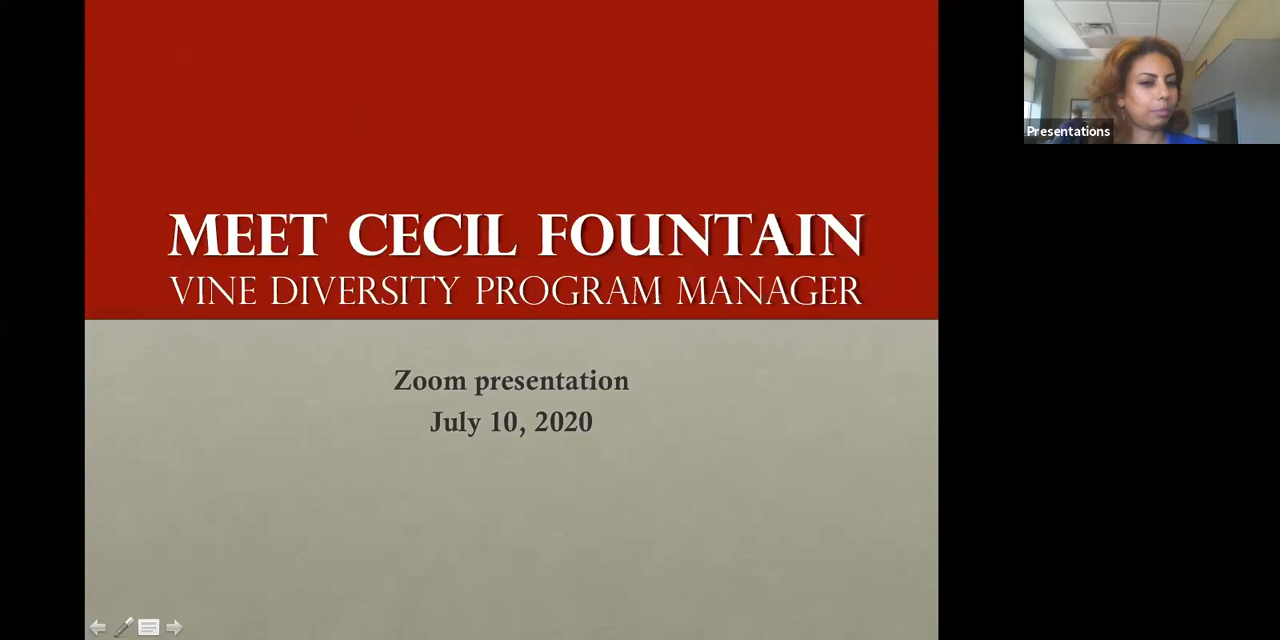 MEET CECIL FOUNTAIN
VINE DIVERSITY PROGRAM MANAGER
Zoom presentation
July 10, 2020
Presentations